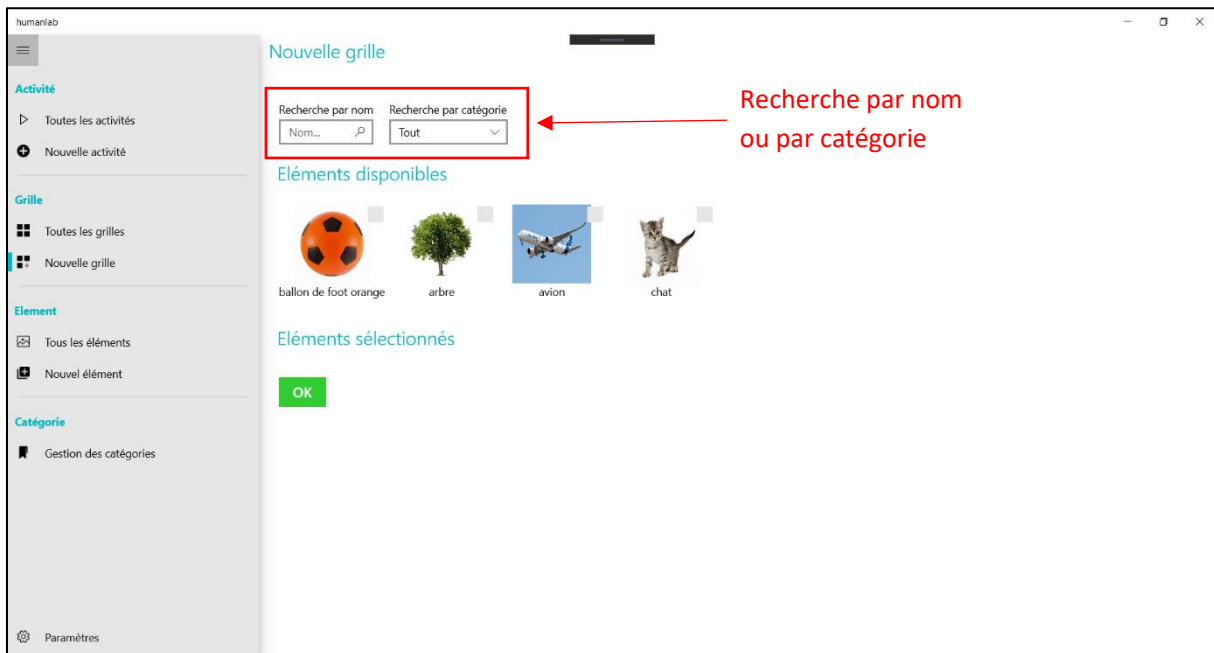 humanlab
Nouvelle grille
Activité
Toutes les activités
Nouvelle activité
Grille
Toutes les grilles
Nouvelle grille
Element
Tous les éléments
Nouvel élément
Catégorie
Gestion des catégories
Paramètres
Recherche par nom
Recherche par catégorie
Nom...
Tout
Recherche par nom
ou par catégorie
Eléments disponibles
ballon de foot orange
arbre
avion
chat
Eléments sélectionnés
OK